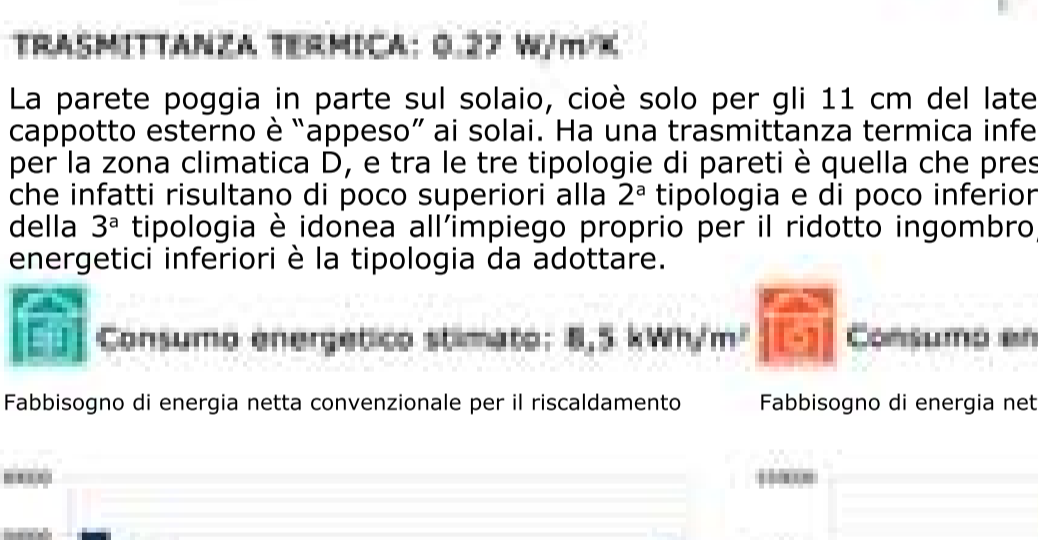 TRASMITTANZA TERMICA: 0.27 W/m²K
La parete poggia in parte sul solaio, cioè solo per gli 11 cm del late
cappotto esterno è “appeso” ai solai. Ha una trasmittanza termica infe
per la zona climatica D, e tra le tre tipologie di pareti è quella che pres
che infatti risultano di poco superiori alla 2ª tipologia e di poco inferior
della 3ª tipologia è idonea all’impiego proprio per il ridotto ingombro,
energetici inferiori è la tipologia da adottare.
Consumo energetico stimato: 8,5 kWh/m² Consumo en
Fabbisogno di energia netta convenzionale per il riscaldamento Fabbisogno di energia net